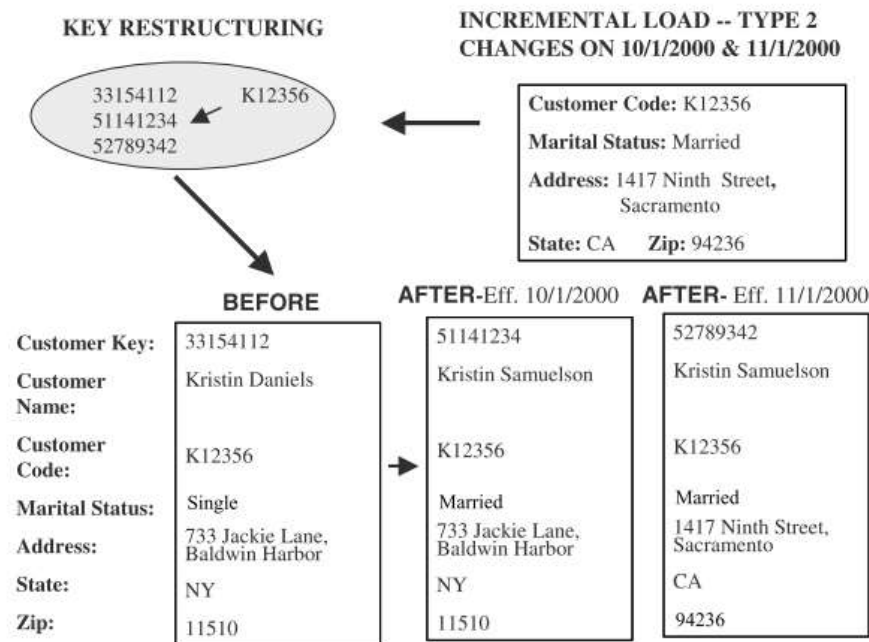 KEY RESTRUCTURING
33154112 K12356
51141234
52789342
INCREMENTAL LOAD -- TYPE 2
CHANGES ON 10/1/2000 & 11/1/2000
Customer Code: K12356
Marital Status: Married
Address: 1417 Ninth Street,
Sacramento
State: CA Zip: 94236
BEFORE
AFTER-Eff. 10/1/2000
AFTER- Eff. 11/1/2000
Customer Key:
Customer
Name:
Customer
Code:
Marital Status:
Address:
State:
Zip:
33154112
Kristin Daniels
K12356
Single
733 Jackie Lane,
Baldwin Harbor
NY
11510
51141234
Kristin Samuelson
K12356
Married
733 Jackie Lane,
Baldwin Harbor
NY
11510
52789342
Kristin Samuelson
K12356
Married
1417 Ninth Street,
Sacramento
CA
94236